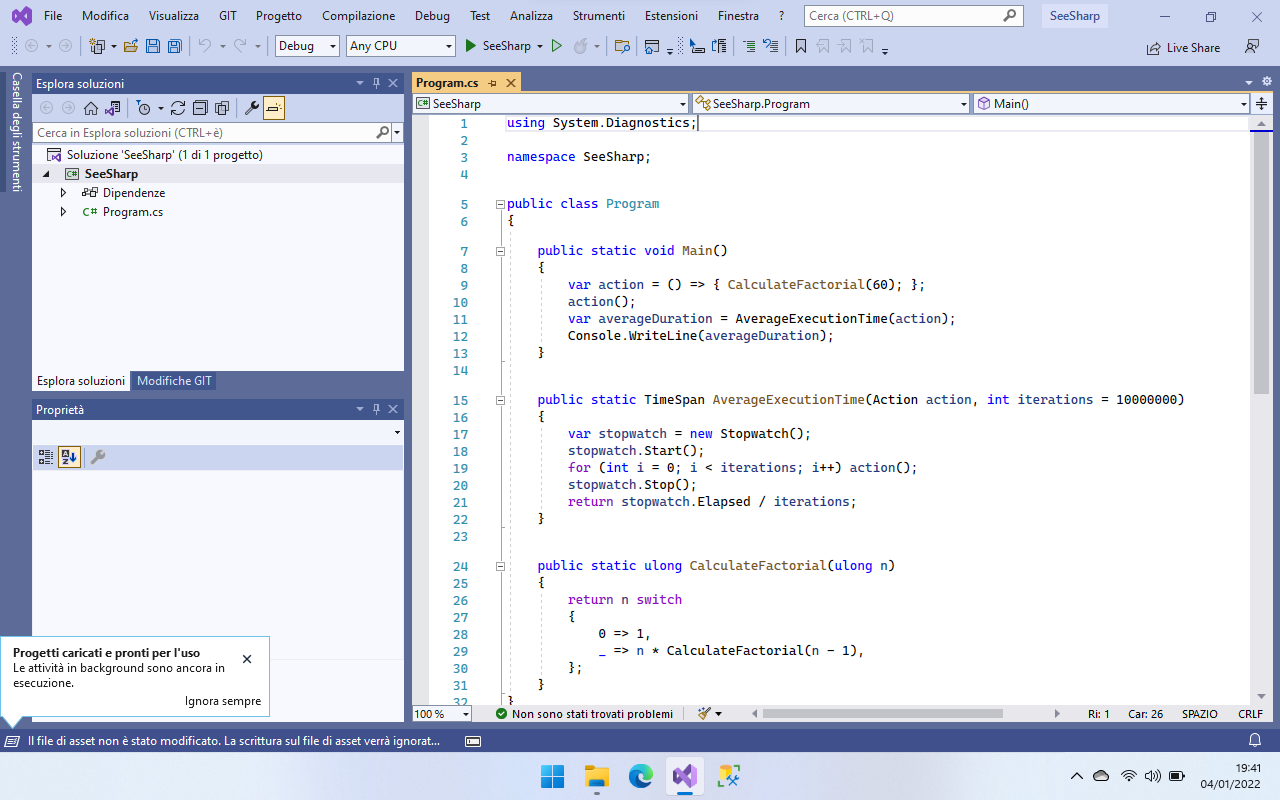 File Modifica Visualizza GIT Progetto Compilazione Debug Test Analizza Strumenti Estensioni Finestra ? Cerca (CTRL+Q) SeeSharp
Debug Any CPU SeeSharp Live Share
Casella degli strumenti
Esplora soluzioni
Cerca in Esplora soluzioni (CTRL+è)
Soluzione 'SeeSharp' (1 di 1 progetto)
C# SeeSharp
Dipendenze
C# Program.cs
Esplora soluzioni Modifiche GIT
Proprietà
Progetti caricati e pronti per l'uso
Le attività in background sono ancora in
esecuzione.
Ignora sempre
Program.cs
C# SeeSharp SeeSharp.Program Main()
1 using System.Diagnostics;
2
3 namespace SeeSharp;
4
5 public class Program
6 {
7 public static void Main()
8 {
9 var action = () => { CalculateFactorial(60); };
10 action();
11 var averageDuration = AverageExecutionTime(action);
12 Console.WriteLine(averageDuration);
13 }
14
15 public static TimeSpan AverageExecutionTime(Action action, int iterations = 10000000)
16 {
17 var stopwatch = new Stopwatch();
18 stopwatch.Start();
19 for (int i = 0; i < iterations; i++) action();
20 stopwatch.Stop();
21 return stopwatch.Elapsed / iterations;
22 }
23
24 public static ulong CalculateFactorial(ulong n)
25 {
26 return n switch
27 {
28 0 => 1,
29 _ => n * CalculateFactorial(n - 1),
30 };
31 }
32 }
100 % Non sono stati trovati problemi Ri: 1 Car: 26 SPAZIO CRLF
Il file di asset non è stato modificato. La scrittura sul file di asset verrà ignorat...
19:41
04/01/2022